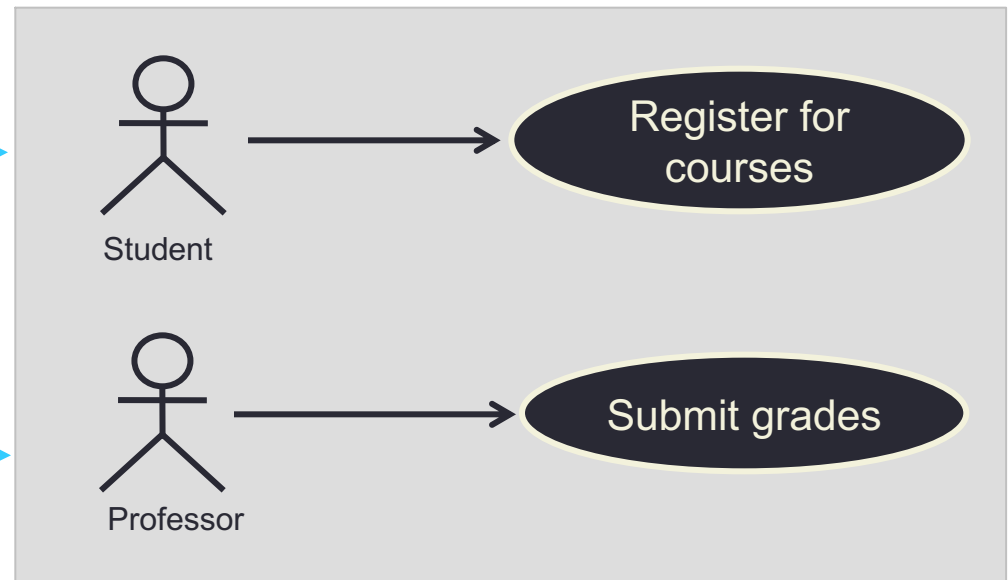 Register for
courses
Student
Submit grades
Professor